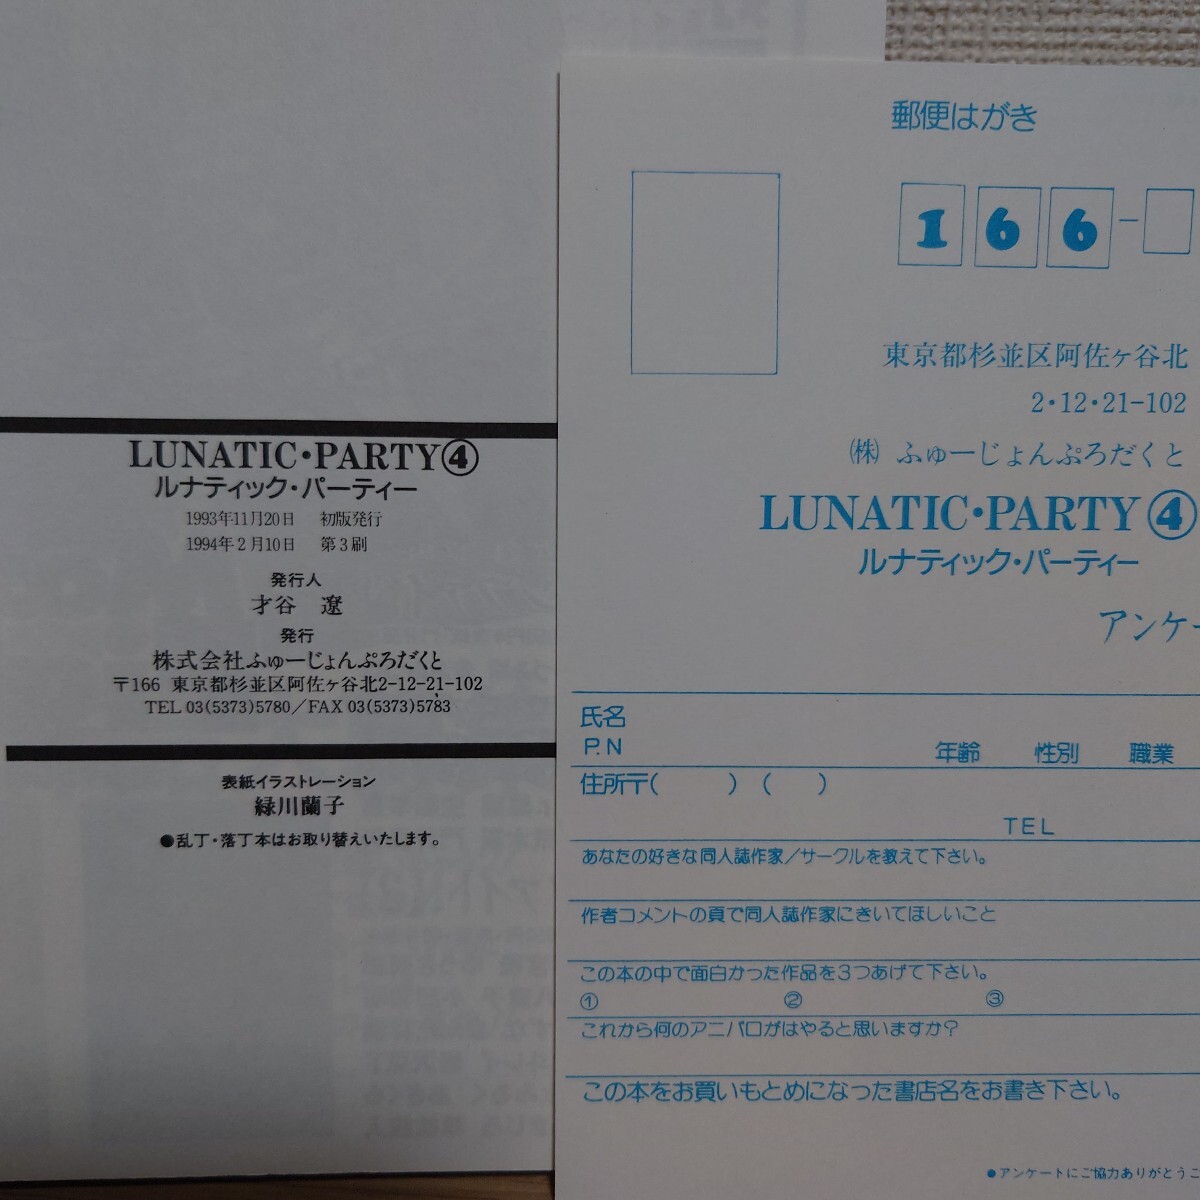 LUNATIC・PARTY④
ルナティック・パーティー
1993年11月20日 初版発行
1994年2月10日 第3刷
発行人
才谷 遼
発行
株式会社ふゅーじょんぷろだくと
〒166 東京都杉並区阿佐ヶ谷北2-12-21-102
TEL 03(5373)5780／FAX 03(5373)5783
表紙イラストレーション
緑川蘭子
●乱丁・落丁本はお取り替えいたします。
郵便はがき
166-
東京都杉並区阿佐ヶ谷北
2・12・21-102
(株) ふゅーじょんぷろだくと
LUNATIC・PARTY④
ルナティック・パーティー
アンケー
氏名
P.N 年齢 性別 職業
住所〒( ) ( )
TEL
あなたの好きな同人誌作家／サークルを教えて下さい。
作者コメントの頁で同人誌作家にきいてほしいこと
この本の中で面白かった作品を3つあげて下さい。
① ② ③
これから何のアニパロがはやると思いますか？
この本をお買いもとめになった書店名をお書き下さい。
●アンケートにご協力ありがとうご